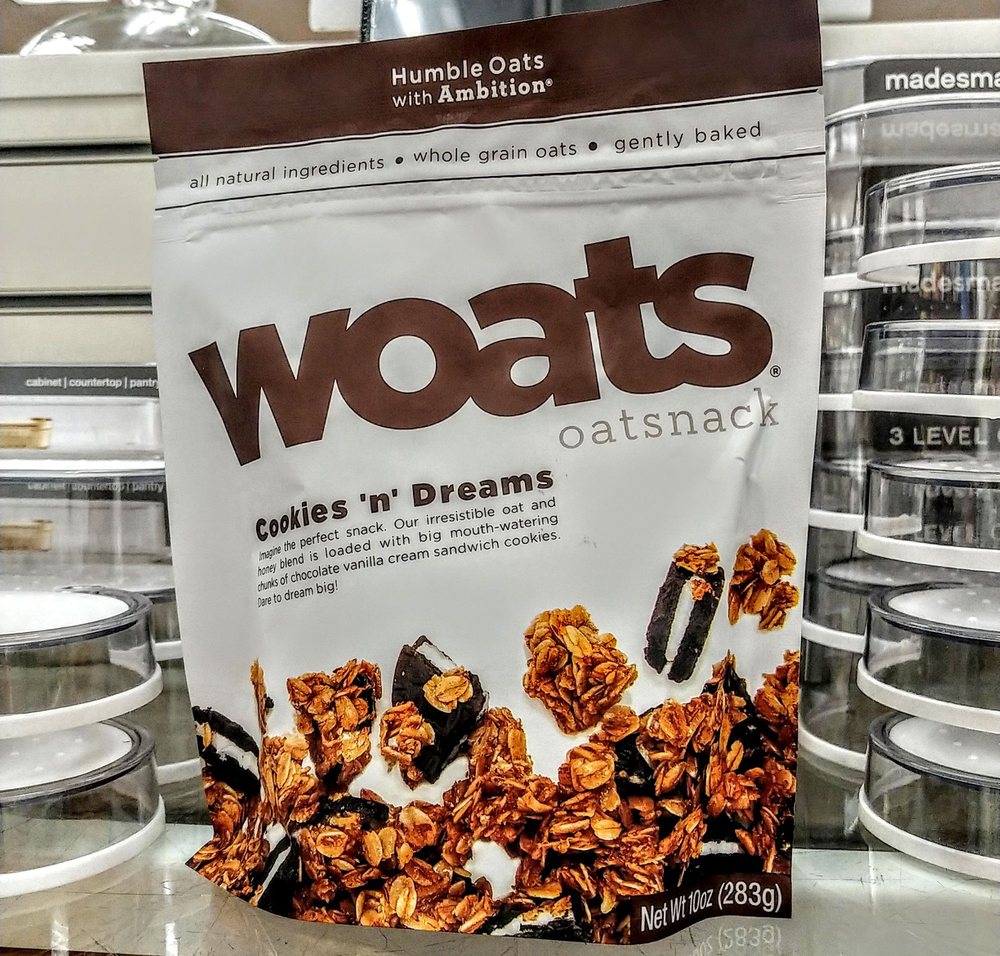 Humble Oats
with Ambition®
all natural ingredients • whole grain oats • gently baked
woats®
oatsnack
Cookies 'n' Dreams
Imagine the perfect snack. Our irresistible oat and
honey blend is loaded with big mouth-watering
chunks of chocolate vanilla cream sandwich cookies.
Dare to dream big!
Net Wt 10oz (283g)
cabinet | countertop | pantry
madesma
madesma
3 LEVEL